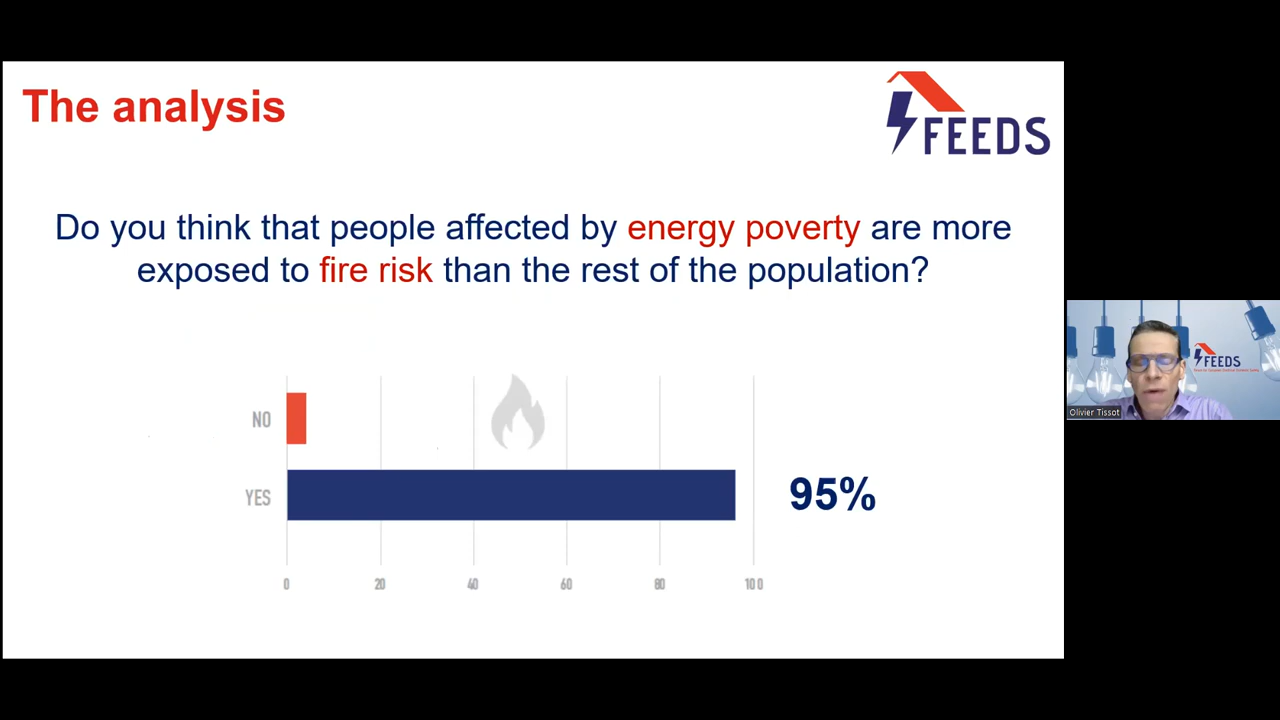 The analysis
FEEDS
Do you think that people affected by energy poverty are more
exposed to fire risk than the rest of the population?
NO
YES
95%
0 20 40 60 80 100
FEEDS
Olivier Tissot